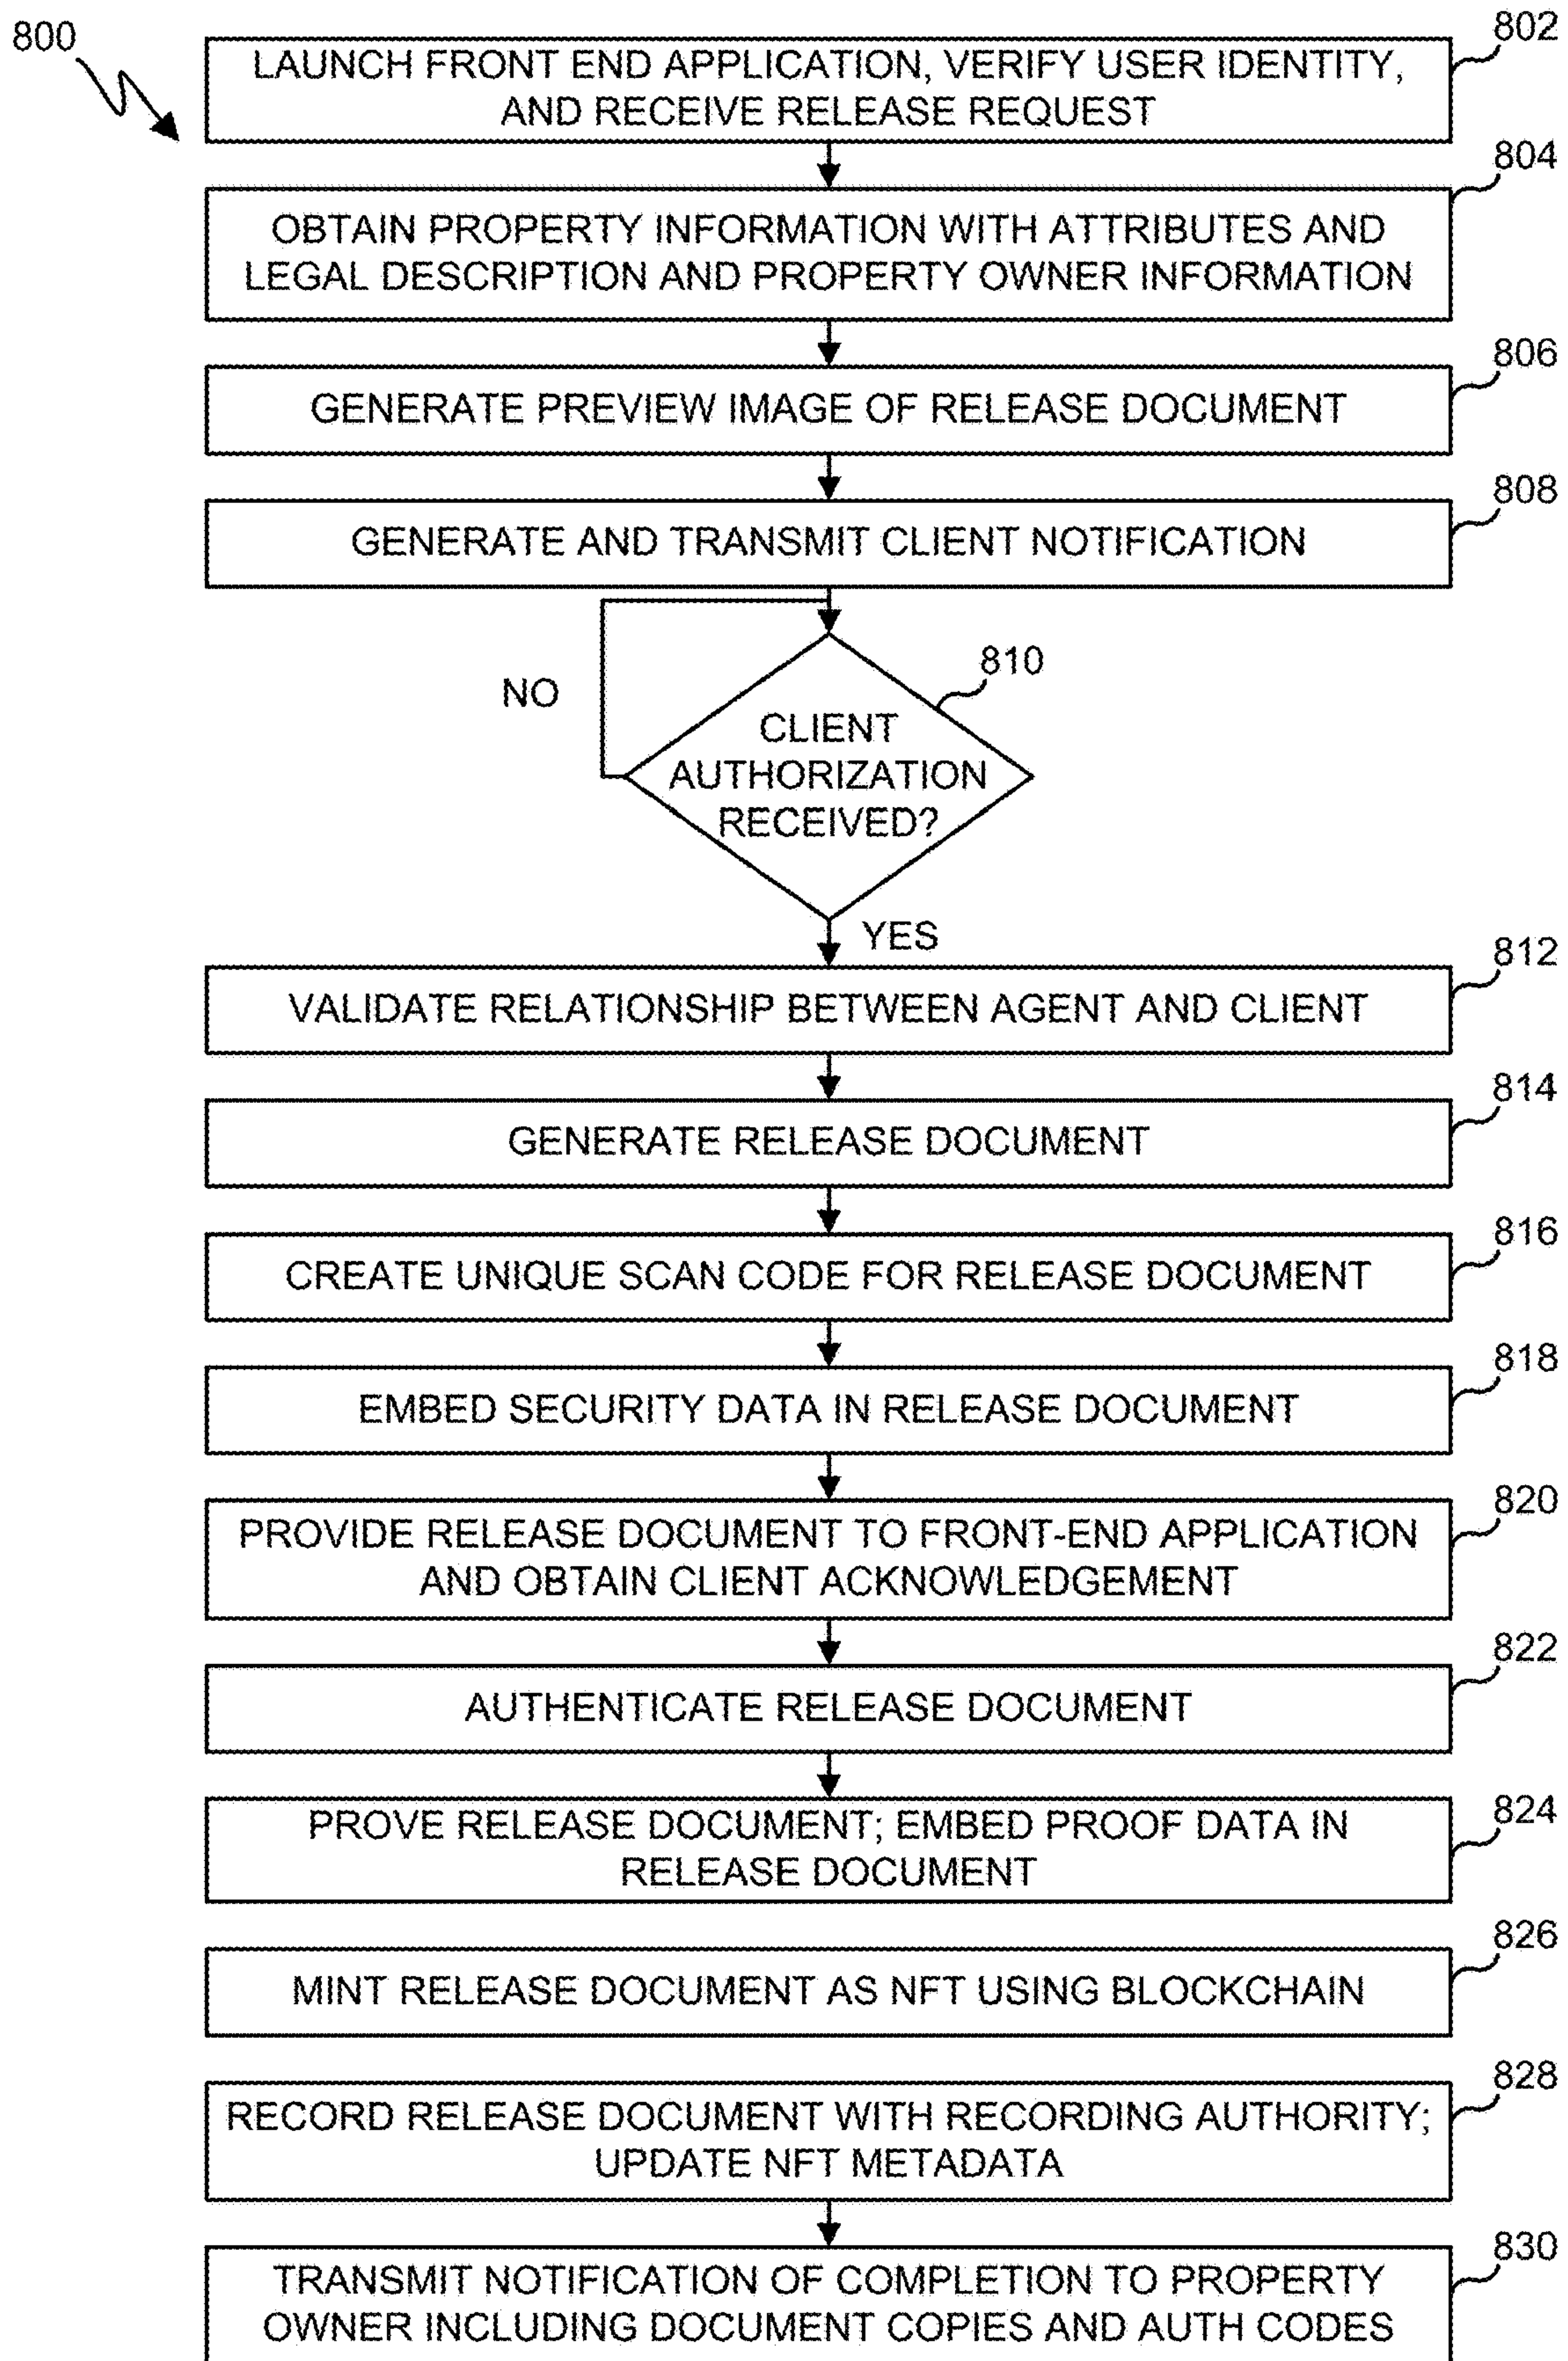 800
802
LAUNCH FRONT END APPLICATION, VERIFY USER IDENTITY,
AND RECEIVE RELEASE REQUEST
804
OBTAIN PROPERTY INFORMATION WITH ATTRIBUTES AND
LEGAL DESCRIPTION AND PROPERTY OWNER INFORMATION
806
GENERATE PREVIEW IMAGE OF RELEASE DOCUMENT
808
GENERATE AND TRANSMIT CLIENT NOTIFICATION
810
NO
CLIENT
AUTHORIZATION
RECEIVED?
YES
812
VALIDATE RELATIONSHIP BETWEEN AGENT AND CLIENT
814
GENERATE RELEASE DOCUMENT
816
CREATE UNIQUE SCAN CODE FOR RELEASE DOCUMENT
818
EMBED SECURITY DATA IN RELEASE DOCUMENT
820
PROVIDE RELEASE DOCUMENT TO FRONT-END APPLICATION
AND OBTAIN CLIENT ACKNOWLEDGEMENT
822
AUTHENTICATE RELEASE DOCUMENT
824
PROVE RELEASE DOCUMENT; EMBED PROOF DATA IN
RELEASE DOCUMENT
826
MINT RELEASE DOCUMENT AS NFT USING BLOCKCHAIN
828
RECORD RELEASE DOCUMENT WITH RECORDING AUTHORITY;
UPDATE NFT METADATA
830
TRANSMIT NOTIFICATION OF COMPLETION TO PROPERTY
OWNER INCLUDING DOCUMENT COPIES AND AUTH CODES